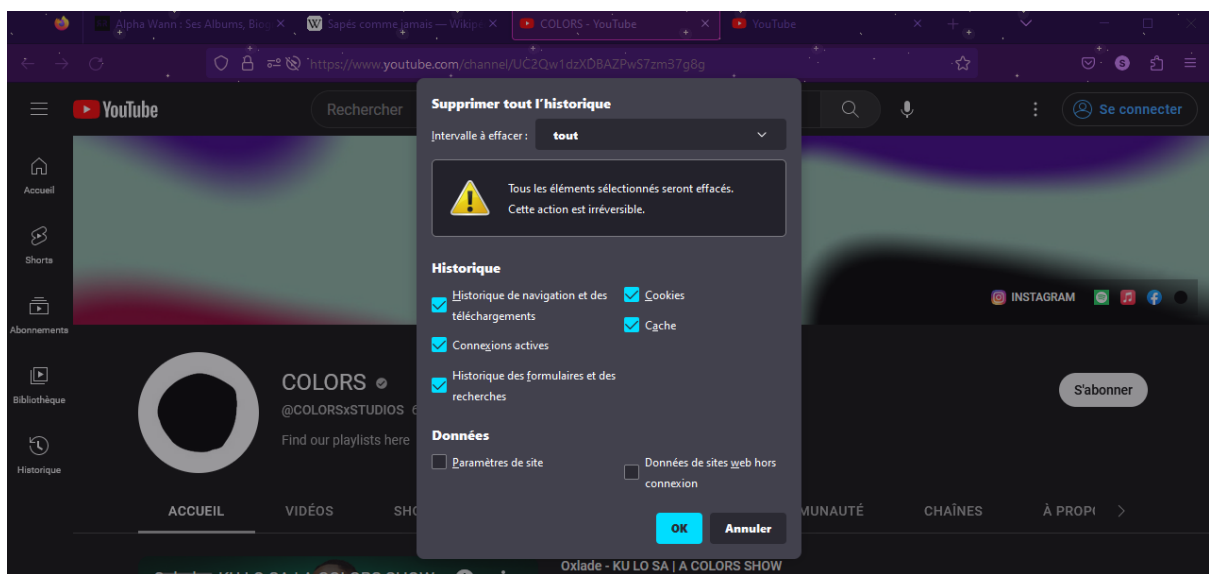 Alpha Wann : Ses Albums, Biog
Sapés comme jamais — Wikipé
COLORS - YouTube
YouTube
https://www.youtube.com/channel/UC2Qw1dzXDBAZPwS7zm37g8g
S
YouTube
Rechercher
Se connecter
Accueil
Shorts
Abonnements
Bibliothèque
Historique
INSTAGRAM
COLORS
@COLORSxSTUDIOS 6
Find our playlists here
S'abonner
ACCUEIL
VIDÉOS
SHO
MUNAUTÉ
CHAÎNES
À PROP
Supprimer tout l’historique
Intervalle à effacer :
tout
Tous les éléments sélectionnés seront effacés.
Cette action est irréversible.
Historique
Historique de navigation et des
téléchargements
Cookies
Cache
Connexions actives
Historique des formulaires et des
recherches
Données
Paramètres de site
Données de sites web hors
connexion
OK
Annuler
Oxlade - KU LO SA | A COLORS SHOW